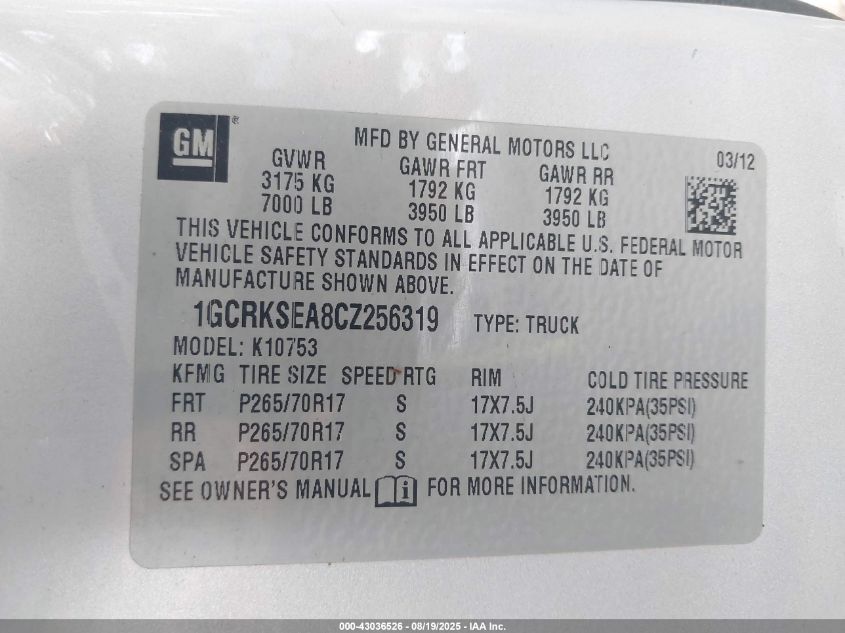 GM ®
MFD BY GENERAL MOTORS LLC 03/12
GVWR GAWR FRT GAWR RR
3175 KG 1792 KG 1792 KG
7000 LB 3950 LB 3950 LB
THIS VEHICLE CONFORMS TO ALL APPLICABLE U.S. FEDERAL MOTOR
VEHICLE SAFETY STANDARDS IN EFFECT ON THE DATE OF
MANUFACTURE SHOWN ABOVE.
1GCRKSEA8CZ256319 TYPE: TRUCK
MODEL: K10753
KFMG TIRE SIZE SPEED RTG RIM COLD TIRE PRESSURE
FRT P265/70R17 S 17X7.5J 240KPA(35PSI)
RR P265/70R17 S 17X7.5J 240KPA(35PSI)
SPA P265/70R17 S 17X7.5J 240KPA(35PSI)
SEE OWNER'S MANUAL i FOR MORE INFORMATION.
000-43036526 - 08/19/2025 - IAA Inc.